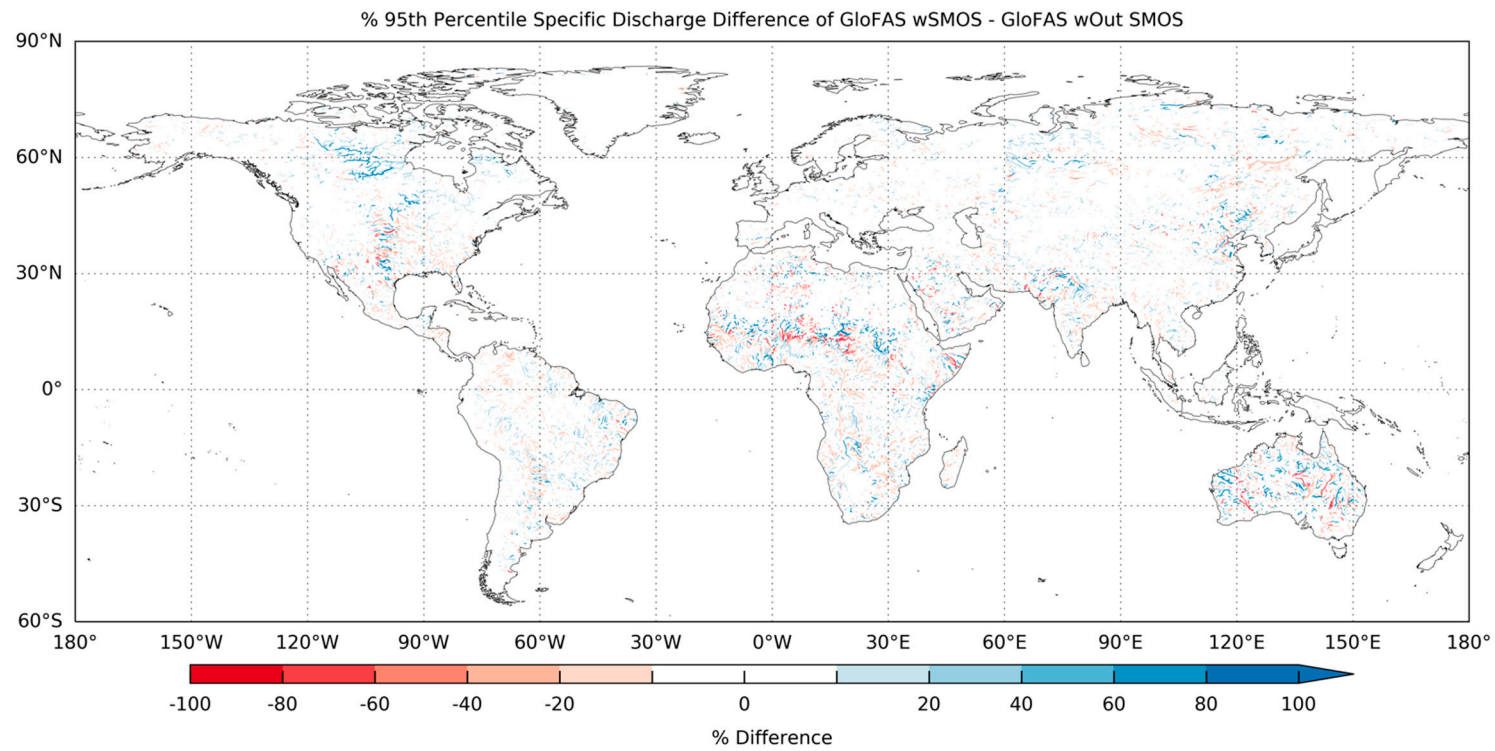 % 95th Percentile Specific Discharge Difference of GloFAS wSMOS - GloFAS wOut SMOS
90°N
60°N
30°N
0°
30°S
60°S
180° 150°W 120°W 90°W 60°W 30°W 0°W 30°E 60°E 90°E 120°E 150°E 180°
-100 -80 -60 -40 -20 0 20 40 60 80 100
% Difference